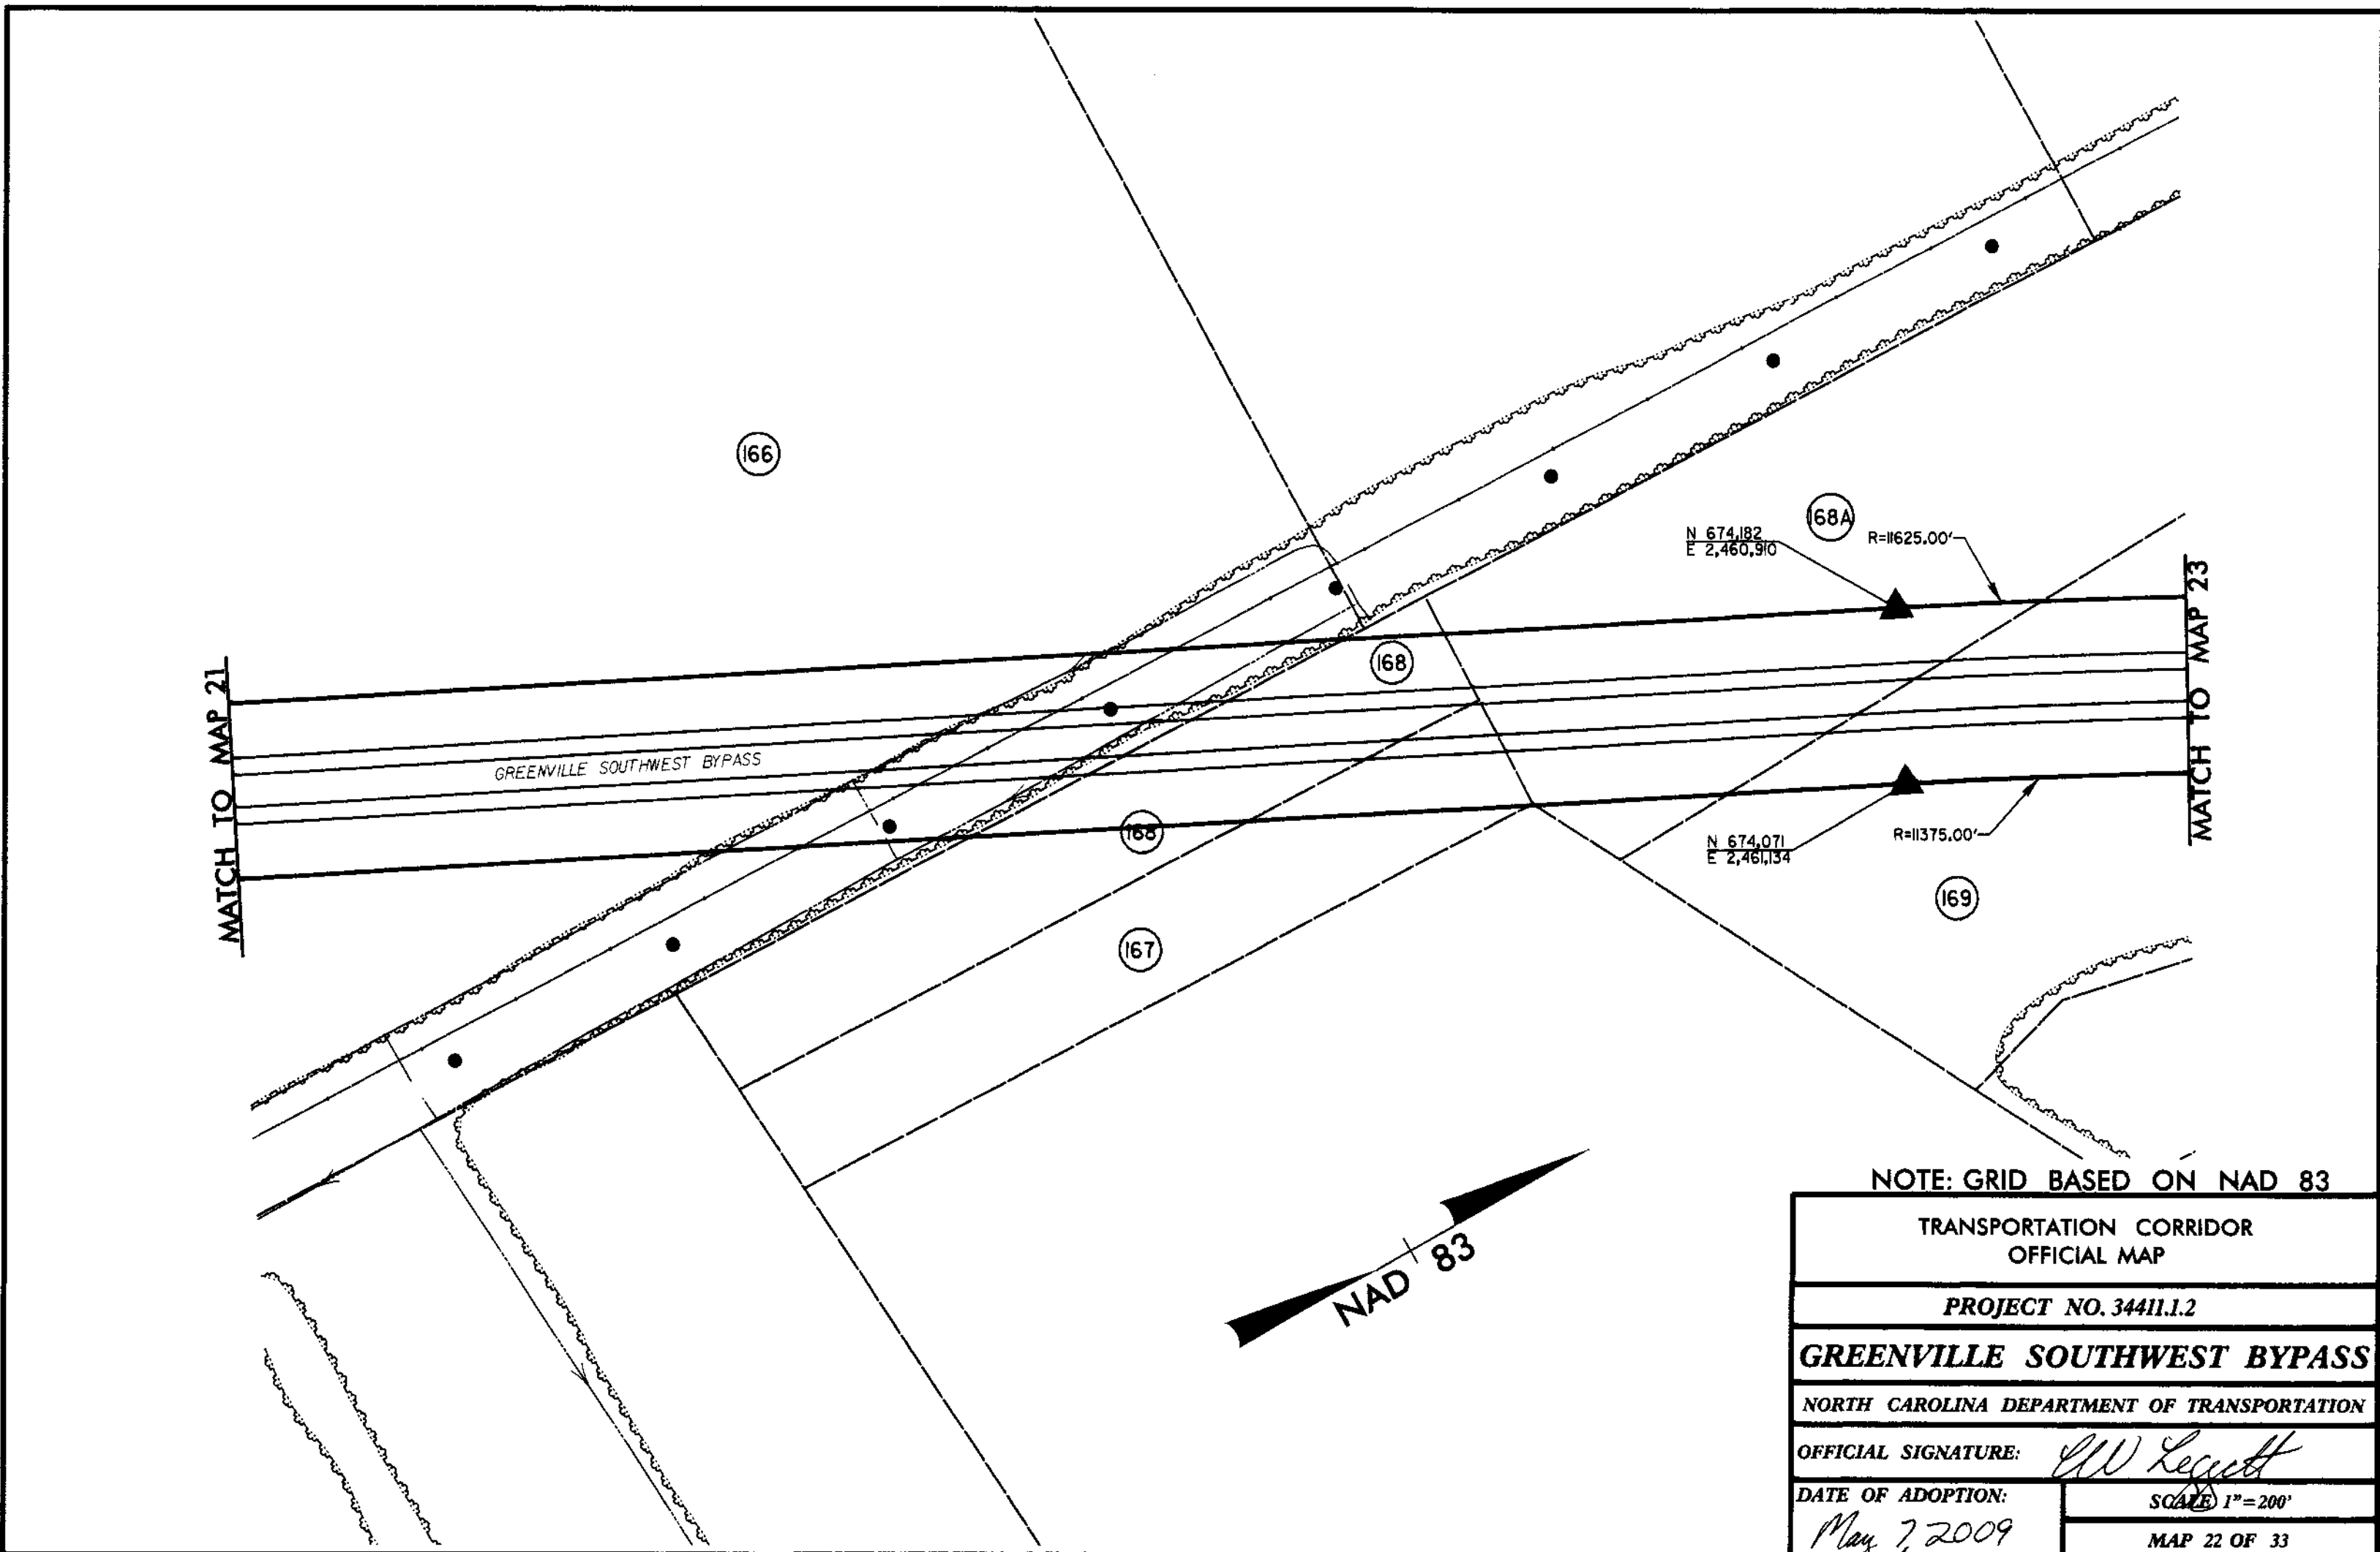 166
N 674,182
E 2,460,910
168A
R=11625.00'
MATCH TO MAP 21
GREENVILLE SOUTHWEST BYPASS
168
168
MATCH TO MAP 23
N 674,071
E 2,461,134
R=11375.00'
167
169
NAD 83
NOTE: GRID BASED ON NAD 83
TRANSPORTATION CORRIDOR
OFFICIAL MAP
PROJECT NO. 34411.1.2
GREENVILLE SOUTHWEST BYPASS
NORTH CAROLINA DEPARTMENT OF TRANSPORTATION
OFFICIAL SIGNATURE:
DATE OF ADOPTION:
May 7, 2009
SCALE 1"=200'
MAP 22 OF 33